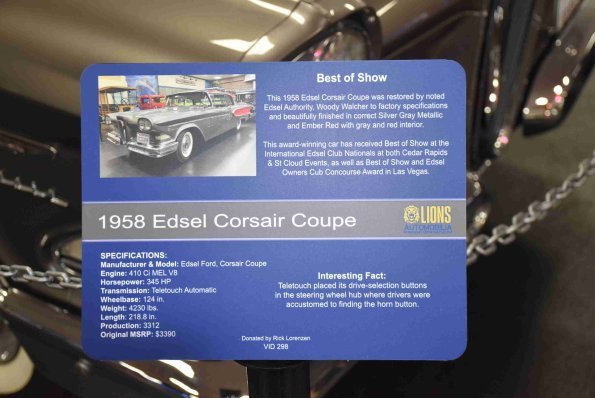 Best of Show
This 1958 Edsel Corsair Coupe was restored by noted
Edsel Authority, Woody Walcher to factory specifications
and beautifully finished in correct Silver Gray Metallic
and Ember Red with gray and red interior.
This award-winning car has received Best of Show at the
International Edsel Club Nationals at both Cedar Rapids
& St Cloud Events, as well as Best of Show and Edsel
Owners Cub Concourse Award in Las Vegas.
1958 Edsel Corsair Coupe
LIONS
AUTOMOBILIA
SPECIFICATIONS:
Manufacturer & Model: Edsel Ford, Corsair Coupe
Engine: 410 Ci MEL V8
Horsepower: 345 HP
Transmission: Teletouch Automatic
Wheelbase: 124 in.
Weight: 4230 lbs.
Length: 218.8 in.
Production: 3312
Original MSRP: $3390
Interesting Fact:
Teletouch placed its drive-selection buttons
in the steering wheel hub where drivers were
accustomed to finding the horn button.
Donated by Rick Lorenzen
VID 298